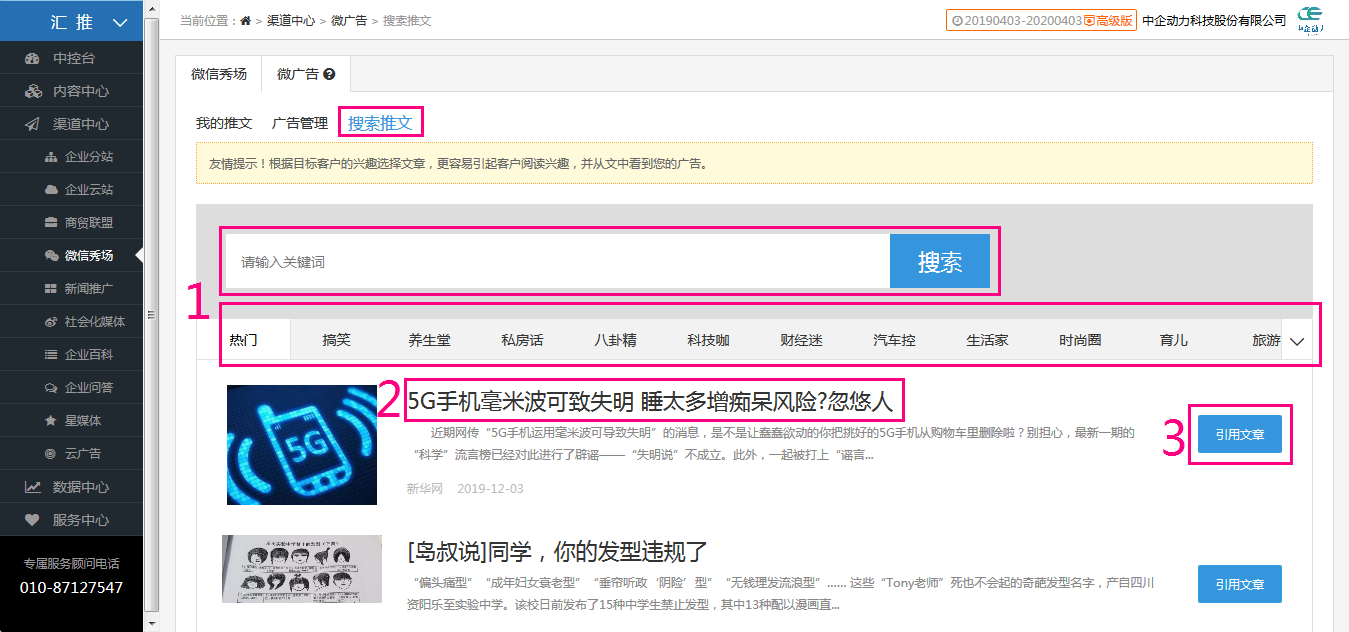 汇 推
中控台
内容中心
渠道中心
企业分站
企业云站
商贸联盟
微信秀场
新闻推广
社会化媒体
企业百科
企业问答
星媒体
云广告
数据中心
服务中心
专属服务顾问电话
010-87127547
当前位置： > 渠道中心 > 微广告 > 搜索推文
20190403-20200403 高级版 中企动力科技股份有限公司
微信秀场 微广告
我的推文 广告管理 搜索推文
友情提示！根据目标客户的兴趣选择文章，更容易引起客户阅读兴趣，并从文中看到您的广告。
请输入关键词 搜索
1
热门 搞笑 养生堂 私房话 八卦精 科技咖 财经迷 汽车控 生活家 时尚圈 育儿 旅游
5G
2
5G手机毫米波可致失明 睡太多增痴呆风险?忽悠人
近期网传“5G手机运用毫米波可导致失明”的消息，是不是让蠢蠢欲动的你把挑好的5G手机从购物车里删除啦？别担心，最新一期的
“科学”流言榜已经对此进行了辟谣——“失明说”不成立。此外，一起被打上“谣言...
新华网 2019-12-03
3
引用文章
[岛叔说]同学，你的发型违规了
“偏头痛型”“成年妇女衰老型”“垂帘听政‘阴险’型”“无钱理发流浪型”...... 这些“Tony老师”死也不会起的奇葩发型名字，产自四川
资阳乐至实验中学。该校日前发布了15种中学生禁止发型，其中13种配以漫画直...
引用文章